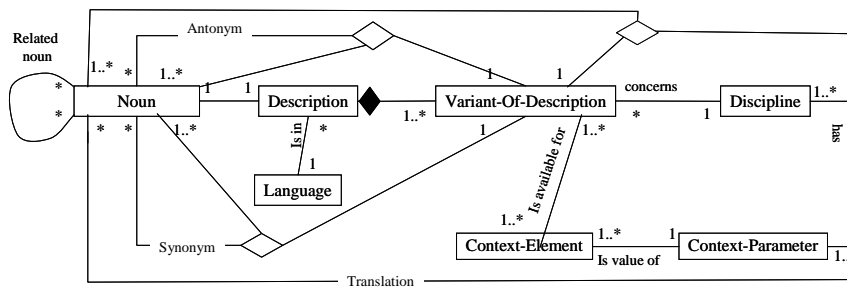 Related
noun
Antonym
1..*
*
1..*
1
1
1
1
concerns
1..*
*
Noun
Description
Variant-Of-Description
Discipline
*
*
*
1..*
Is in
*
1..*
1
1..*
*
1
has
1
Language
Is available for
1..*
1..*
1
Synonym
Context-Element
Context-Parameter
Is value of
1..
Translation